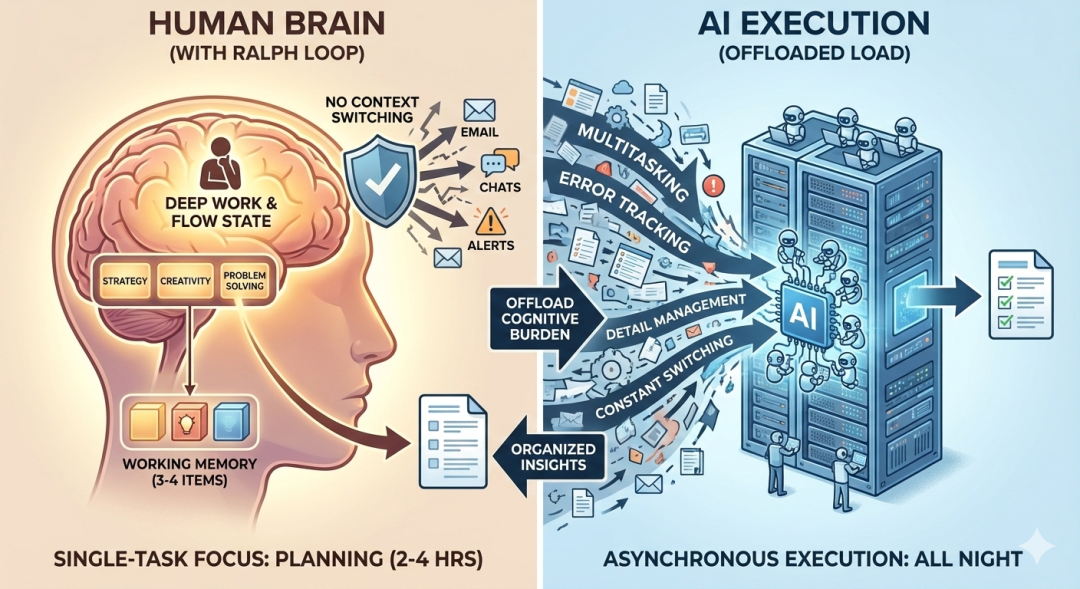 HUMAN BRAIN
(WITH RALPH LOOP)
NO CONTEXT
SWITCHING
EMAIL
CHATS
ALERTS
DEEP WORK &
FLOW STATE
STRATEGY
CREATIVITY
PROBLEM
SOLVING
WORKING MEMORY
(3-4 ITEMS)
SINGLE-TASK FOCUS: PLANNING (2-4 HRS)
OFFLOAD
COGNITIVE
BURDEN
ORGANIZED
INSIGHTS
AI EXECUTION
(OFFLOADED LOAD)
MULTITASKING
ERROR TRACKING
DETAIL MANAGEMENT
CONSTANT SWITCHING
AI
ASYNCHRONOUS EXECUTION: ALL NIGHT